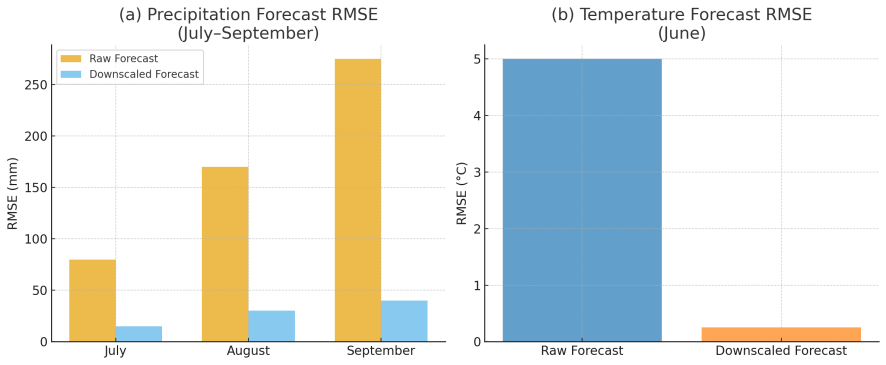 (a) Precipitation Forecast RMSE
(July–September)
RMSE (mm)
250
200
150
100
50
0
Raw Forecast
Downscaled Forecast
July
August
September
(b) Temperature Forecast RMSE
(June)
RMSE (°C)
5
4
3
2
1
0
Raw Forecast
Downscaled Forecast